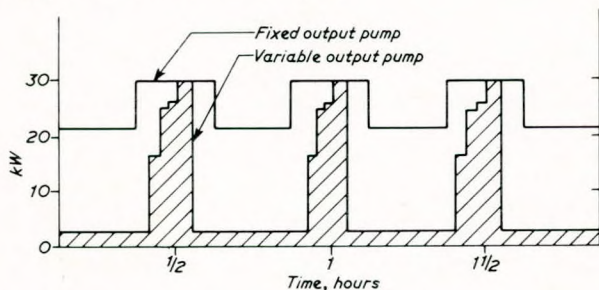 Fixed output pump
Variable output pump
30
20
10
0
kW
1/2
1
1 1/2
Time, hours